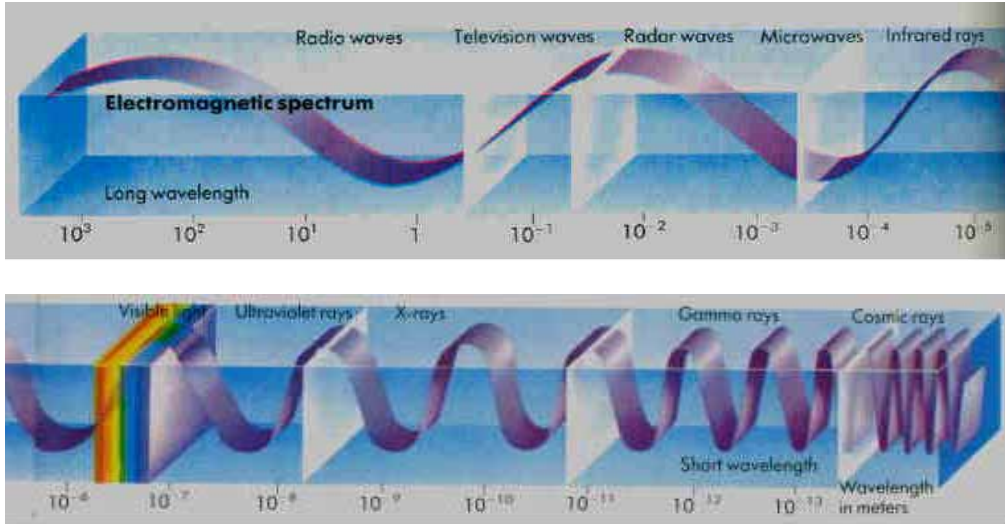 Radio waves Television waves Radar waves Microwaves Infrared rays
Electromagnetic spectrum
Long wavelength
10³ 10² 10¹ 1 10⁻¹ 10⁻² 10⁻³ 10⁻⁴ 10⁻⁵
Visible light Ultraviolet rays X-rays Gamma rays Cosmic rays
Short wavelength
10⁻⁶ 10⁻⁷ 10⁻⁸ 10⁻⁹ 10⁻¹⁰ 10⁻¹¹ 10⁻¹² 10⁻¹³ Wavelength
in meters